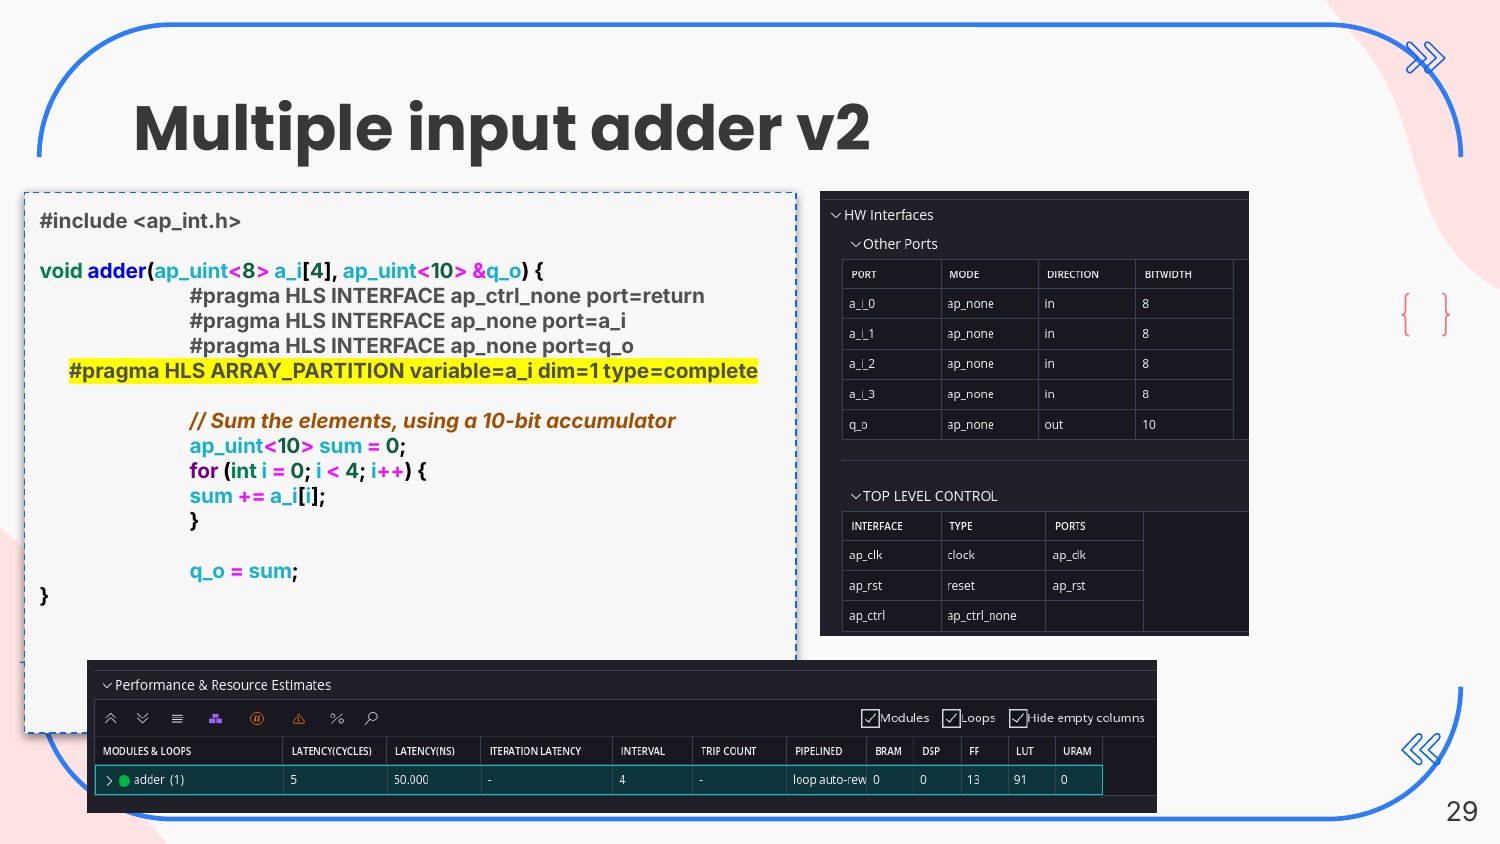 Multiple input adder v2
#include <ap_int.h>
void adder(ap_uint<8> a_i[4], ap_uint<10> &q_o) {
#pragma HLS INTERFACE ap_ctrl_none port=return
#pragma HLS INTERFACE ap_none port=a_i
#pragma HLS INTERFACE ap_none port=q_o
#pragma HLS ARRAY_PARTITION variable=a_i dim=1 type=complete
// Sum the elements, using a 10-bit accumulator
ap_uint<10> sum = 0;
for (int i = 0; i < 4; i++) {
sum += a_i[i];
}
q_o = sum;
}
HW Interfaces
Other Ports
PORT MODE DIRECTION BITWIDTH
a_i_0 ap_none in 8
a_i_1 ap_none in 8
a_i_2 ap_none in 8
a_i_3 ap_none in 8
q_o ap_none out 10
TOP LEVEL CONTROL
INTERFACE TYPE PORTS
ap_clk clock ap_clk
ap_rst reset ap_rst
ap_ctrl ap_ctrl_none
Performance & Resource Estimates
Modules Loops Hide empty columns
MODULES & LOOPS LATENCY(CYCLES) LATENCY(NS) ITERATION LATENCY INTERVAL TRIP COUNT PIPELINED BRAM DSP FF LUT URAM
adder (1) 5 50.000 - 4 - loop auto-rew 0 0 13 91 0
29